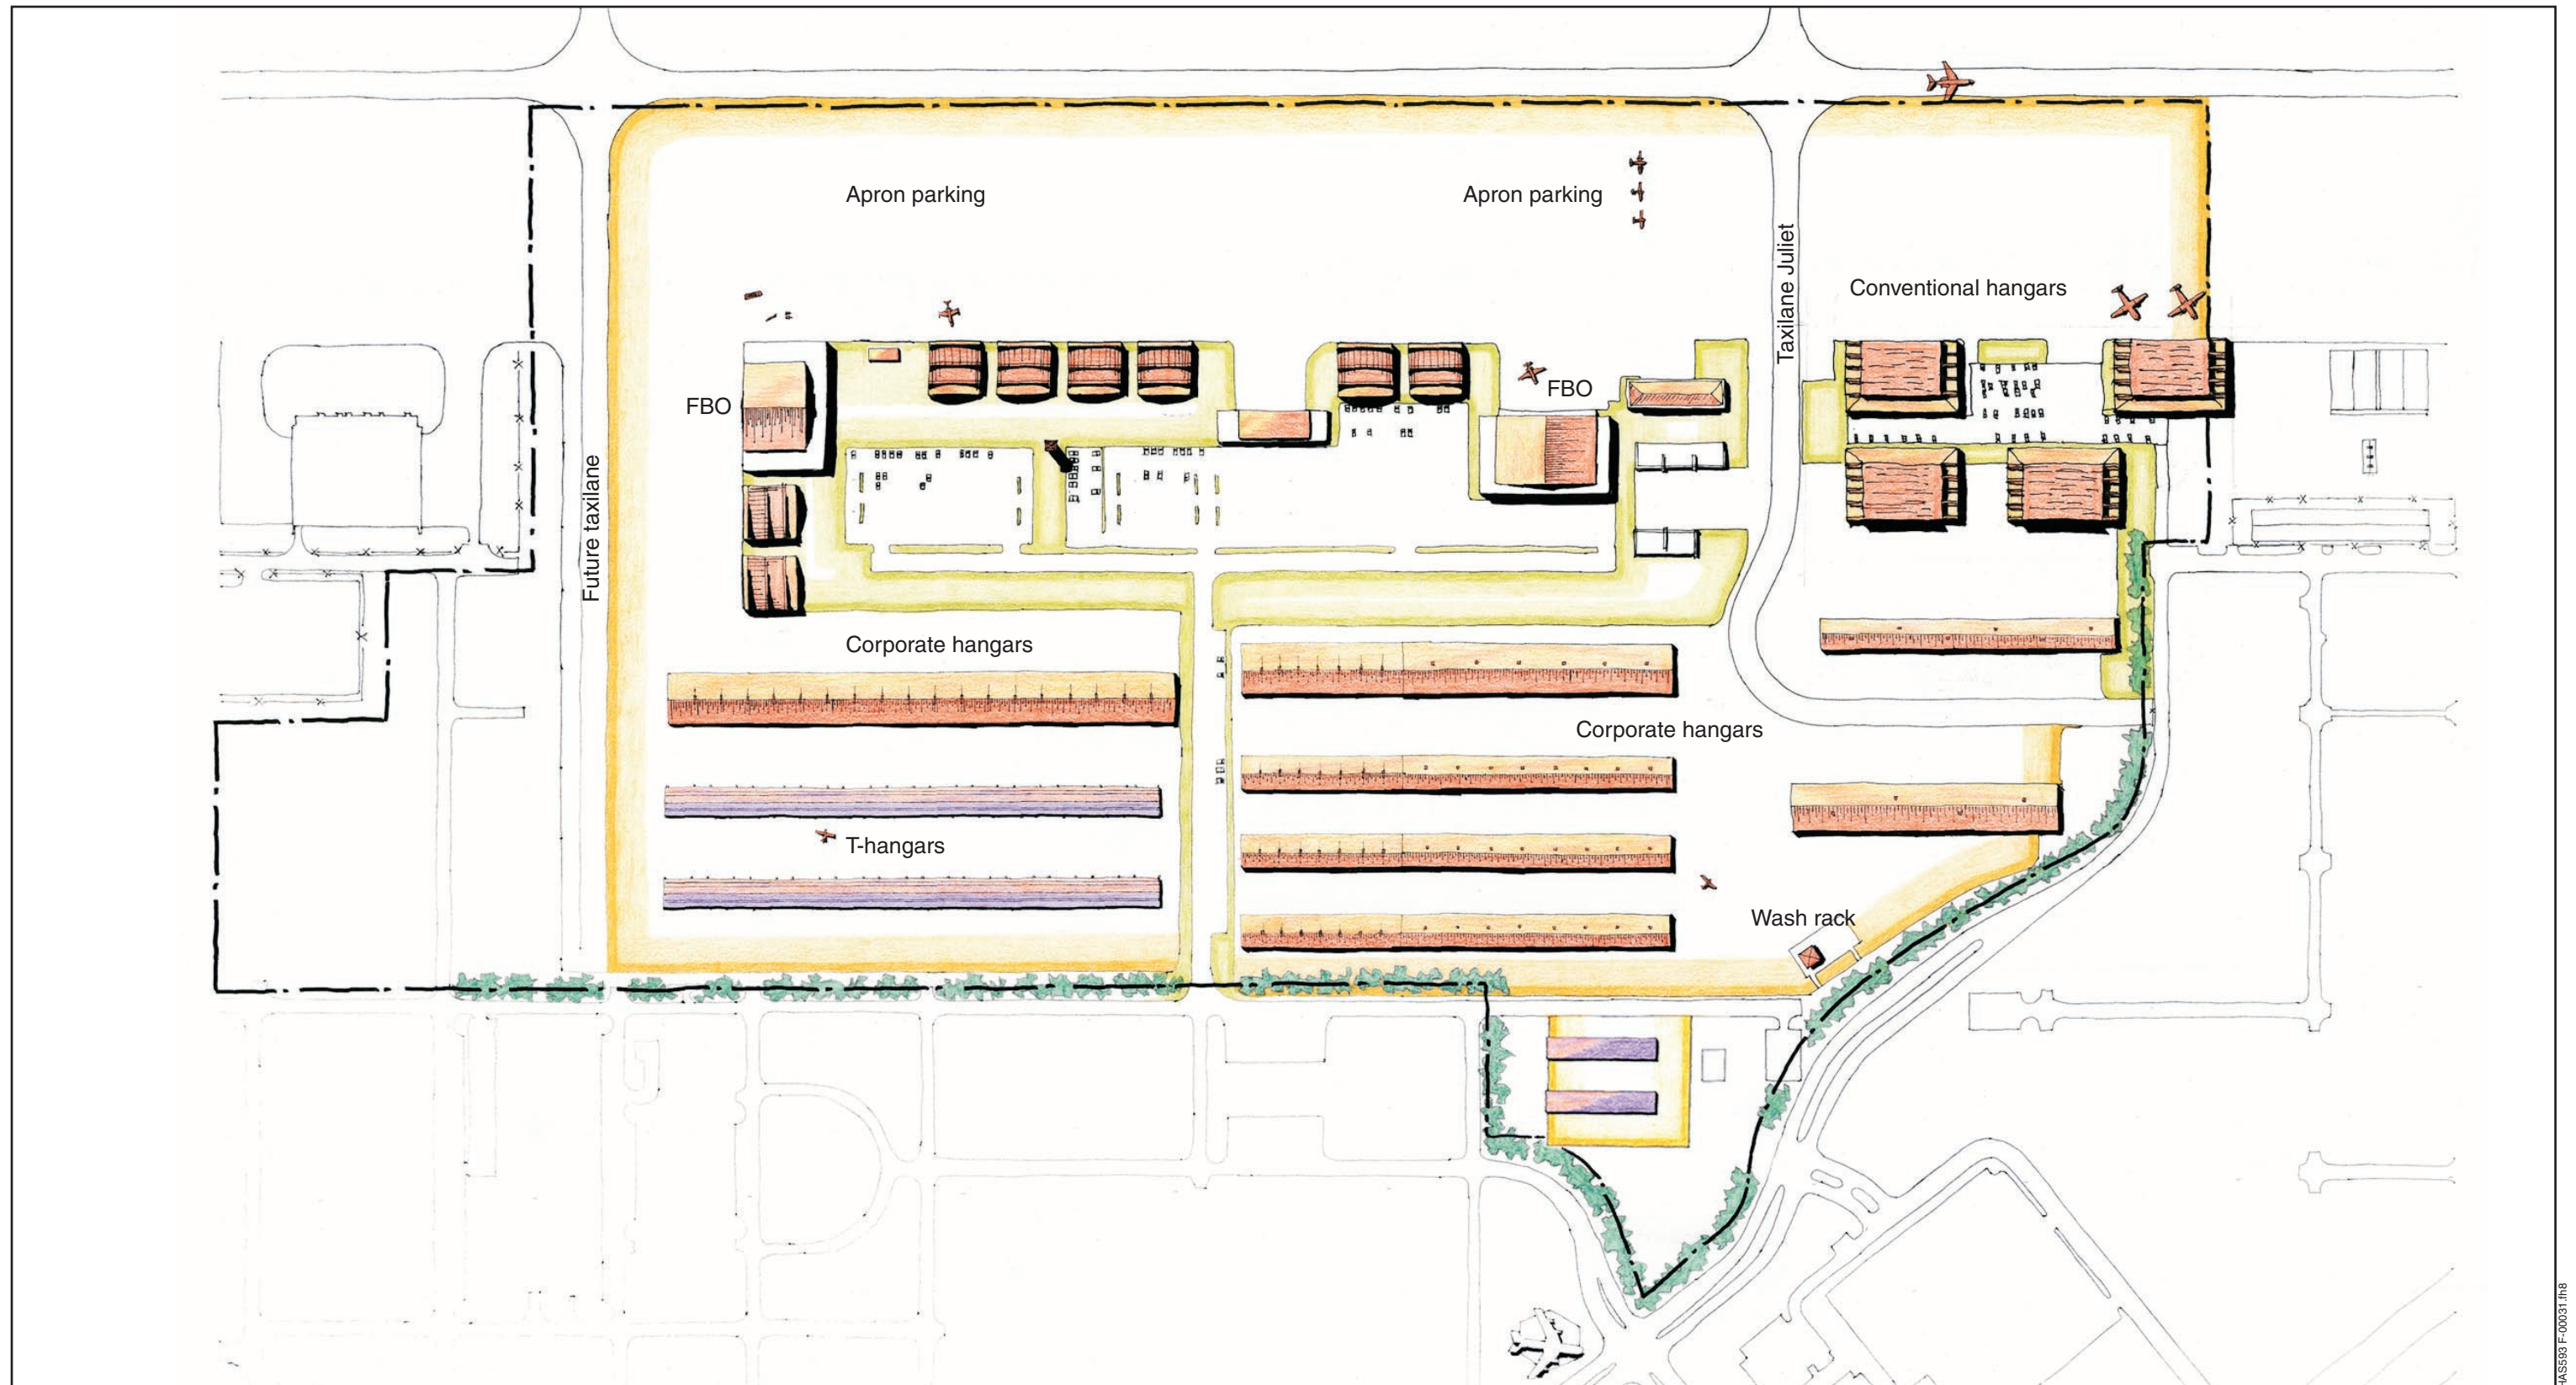 Apron parking
Apron parking
Taxilane Juliet
Conventional hangars
FBO
FBO
Future taxilane
Corporate hangars
Corporate hangars
T-hangars
Wash rack
HAS593 F-00031.fh8